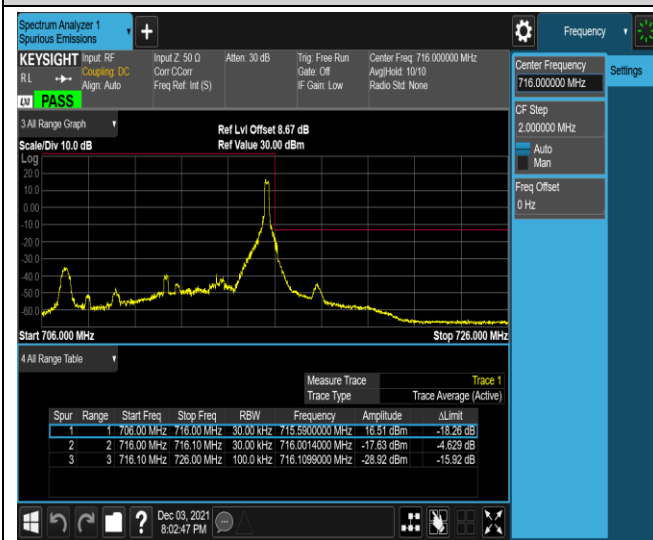 Spectrum Analyzer 1
Spurious Emissions
Frequency
KEYSIGHT Input: RF Input Z: 50 Ω Atten: 30 dB Trig: Free Run Center Freq: 716.000000 MHz
RL Coupling: DC Corr CCorr Gate: Off Avg|Hold: 10/10
Align: Auto Freq Ref: Int (S) IF Gain: Low Radio Std: None
LXI PASS
Center Frequency
716.000000 MHz
Settings
CF Step
2.000000 MHz
Auto
Man
Freq Offset
0 Hz
3 All Range Graph
Ref Lvl Offset 8.67 dB
Scale/Div 10.0 dB Ref Value 30.00 dBm
Log
20.0
10.0
0.00
-10.0
-20.0
-30.0
-40.0
-50.0
-60.0
Start 706.000 MHz Stop 726.000 MHz
4 All Range Table
Measure Trace Trace 1
Trace Type Trace Average (Active)
Spur Range Start Freq Stop Freq RBW Frequency Amplitude ΔLimit
1 1 706.00 MHz 716.00 MHz 30.00 kHz 715.5900000 MHz 16.51 dBm -18.26 dB
2 2 716.00 MHz 716.10 MHz 30.00 kHz 716.0014000 MHz -17.63 dBm -4.629 dB
3 3 716.10 MHz 726.00 MHz 100.0 kHz 716.1099000 MHz -28.92 dBm -15.92 dB
Dec 03, 2021
8:02:47 PM